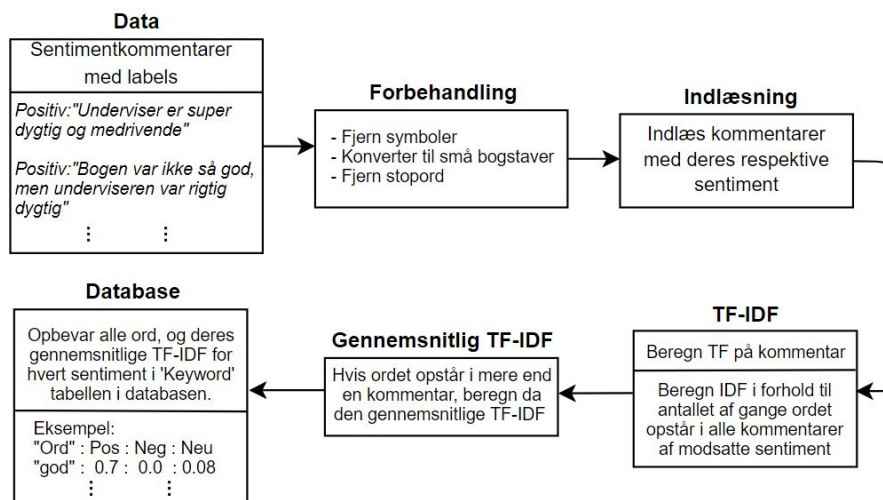 Data
Sentimentkommentarer
med labels
Positiv:"Underviser er super
dygtig og medrivende"
Positiv:"Bogen var ikke så god,
men underviseren var rigtig
dygtig"
Forbehandling
- Fjern symboler
- Konverter til små bogstaver
- Fjern stopord
Indlæsning
Indlæs kommentarer
med deres respektive
sentiment
TF-IDF
Beregn TF på kommentar
Beregn IDF i forhold til
antallet af gange ordet
opstår i alle kommentarer
af modsatte sentiment
Gennemsnitlig TF-IDF
Hvis ordet opstår i mere end
en kommentar, beregn da
den gennemsnitlige TF-IDF
Database
Opbevar alle ord, og deres
gennemsnitlige TF-IDF for
hvert sentiment i 'Keyword'
tabellen i databasen.
Eksempel:
"Ord" : Pos : Neg : Neu
"god" : 0.7 : 0.0 : 0.08